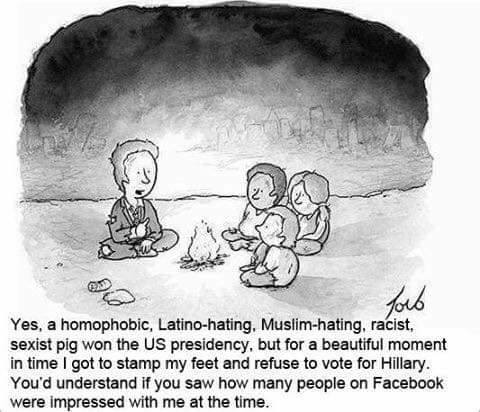 Toro
Yes, a homophobic, Latino-hating, Muslim-hating, racist,
sexist pig won the US presidency, but for a beautiful moment
in time I got to stamp my feet and refuse to vote for Hillary.
You'd understand if you saw how many people on Facebook
were impressed with me at the time.